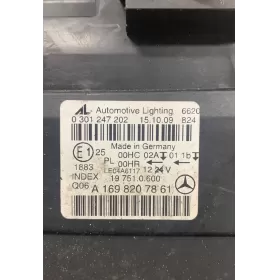 AL Automotive Lighting 6620
0 301 247 202 15.10.09 824
Made in Germany
E1 25 00HC 02A 01 1b
PL 00HR
1883 LE04A6117 12 24V
INDEX 19 751 0.600
Q06 A 169 820 78 61